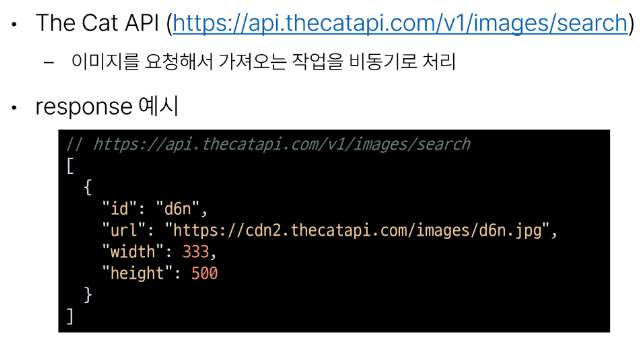 • The Cat API (https://api.thecatapi.com/v1/images/search)
– 이미지를 요청해서 가져오는 작업을 비동기로 처리
• response 예시
// https://api.thecatapi.com/v1/images/search
[
{
"id": "d6n",
"url": "https://cdn2.thecatapi.com/images/d6n.jpg",
"width": 333,
"height": 500
}
]